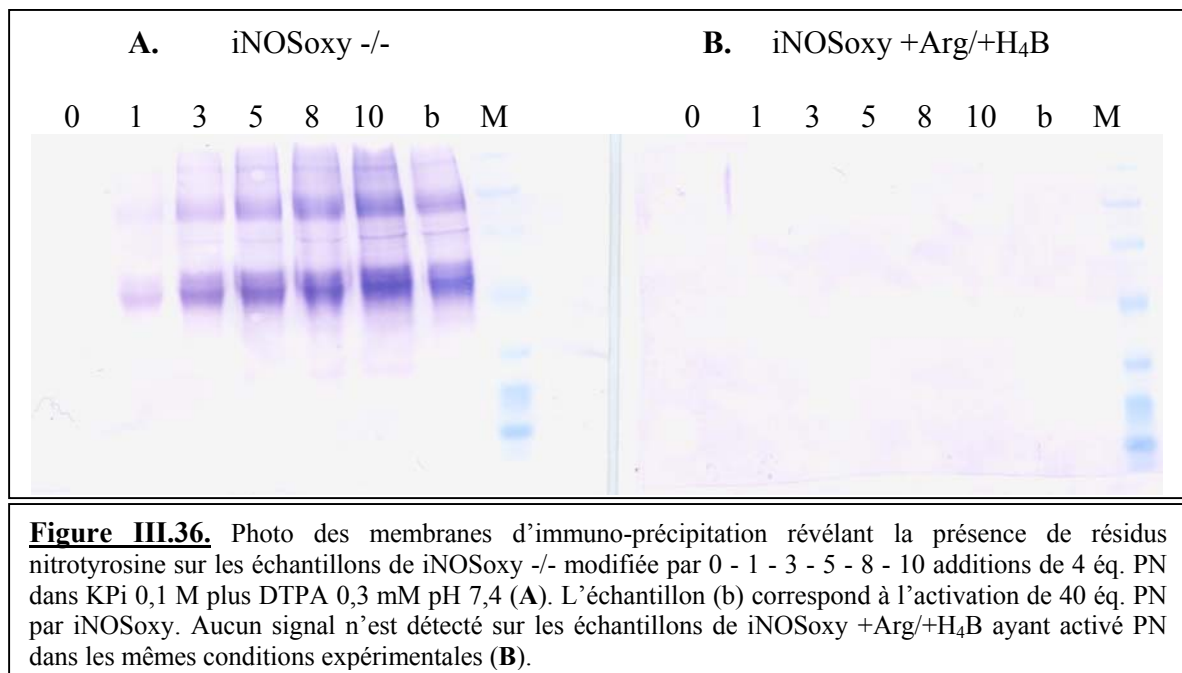 A. iNOSoxy -/- B. iNOSoxy +Arg/+H₄B
0 1 3 5 8 10 b M 0 1 3 5 8 10 b M
Figure III.36. Photo des membranes d’immuno-précipitation révélant la présence de résidus
nitrotyrosine sur les échantillons de iNOSoxy -/- modifiée par 0 - 1 - 3 - 5 - 8 - 10 additions de 4 éq. PN
dans KPi 0,1 M plus DTPA 0,3 mM pH 7,4 (A). L’échantillon (b) correspond à l’activation de 40 éq. PN
par iNOSoxy. Aucun signal n’est détecté sur les échantillons de iNOSoxy +Arg/+H₄B ayant activé PN
dans les mêmes conditions expérimentales (B).